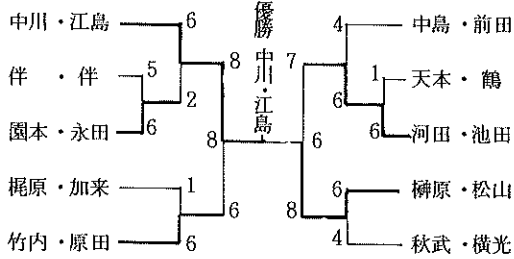 優勝 中川・江島
中川・江島 6
8
伴・伴 5
2
園本・永田 6
8
梶原・加来 1
6
竹内・原田 6
4 中島・前田
7
1 天本・鶴
6
6 河田・池田
6
6 榊原・松山
8
4 秋武・横光